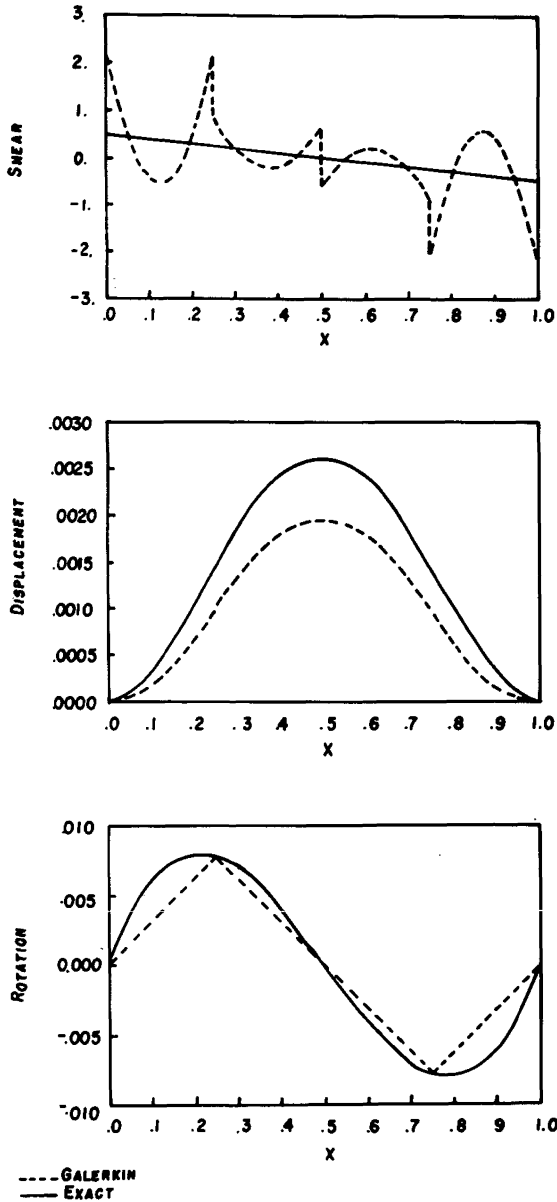 3.
2.
1.
0.
-1.
-2.
-3.
SHEAR
.0 .1 .2 .3 .4 .5 .6 .7 .8 .9 1.0
X
.0030
.0025
.0020
.0015
.0010
.0005
.0000
DISPLACEMENT
.0 .1 .2 .3 .4 .5 .6 .7 .8 .9 1.0
X
.010
.005
0.000
-.005
-.010
ROTATION
.0 .1 .2 .3 .4 .5 .6 .7 .8 .9 1.0
X
---- GALERKIN
—— EXACT